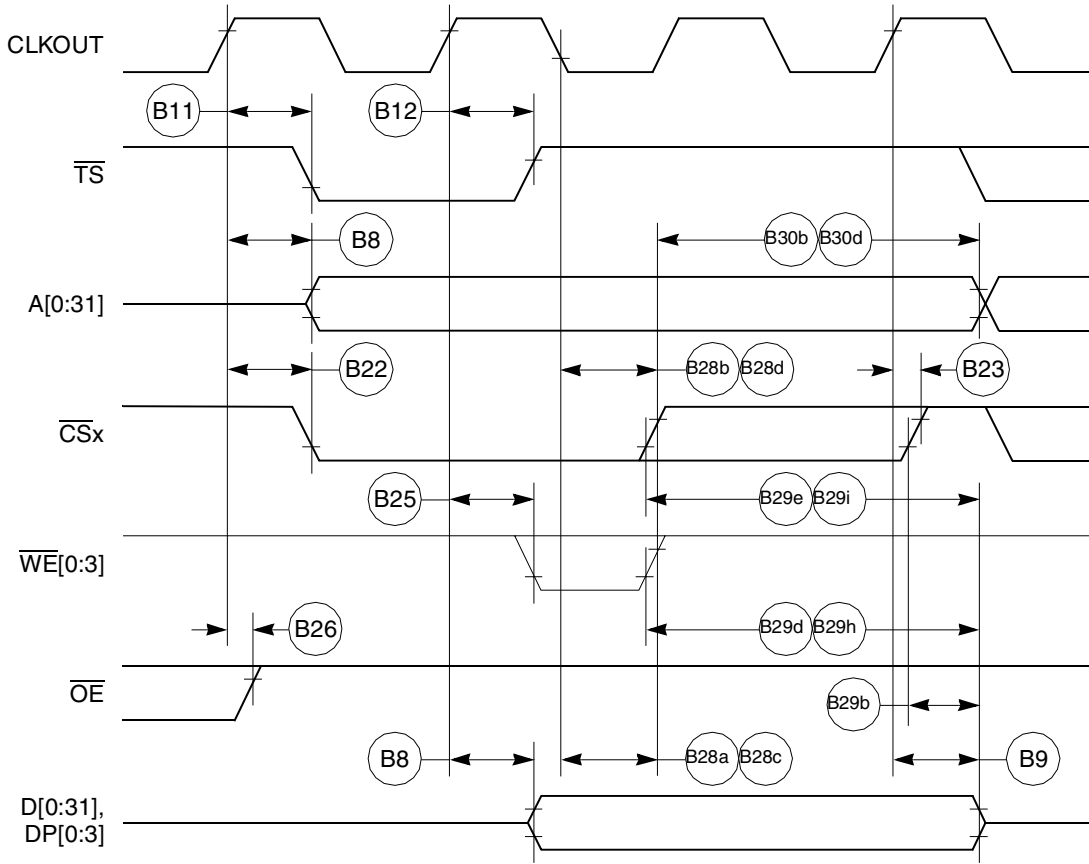 CLKOUT
B11
B12
TS
B8
B30b B30d
A[0:31]
B22
B28b B28d
B23
CSx
B25
B29e B29i
WE[0:3]
B26
B29d B29h
OE
B29b
B8
B28a B28c
B9
D[0:31],
DP[0:3]